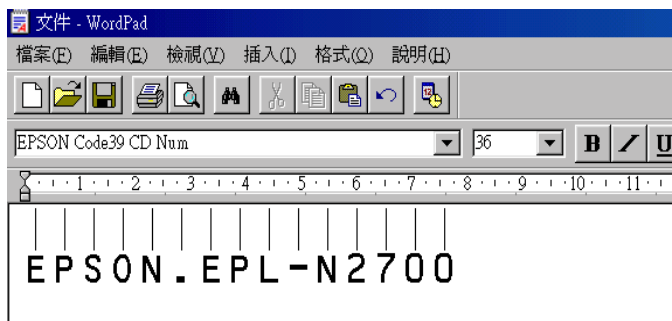 文件 - WordPad
檔案(F) 編輯(E) 檢視(V) 插入(I) 格式(O) 說明(H)
EPSON Code39 CD Num 36 B I U
1 2 3 4 5 6 7 8 9 10 11
EPSON.EPL-N2700